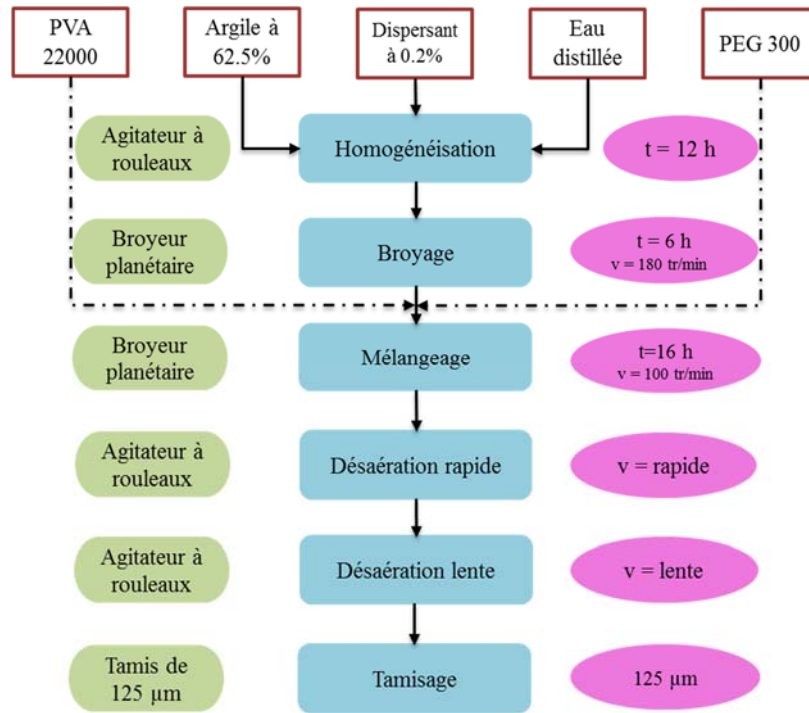 PVA
22000
Argile à
62.5%
Dispersant
à 0.2%
Eau
distillée
PEG 300
Agitateur à
rouleaux
Homogénéisation
t = 12 h
Broyeur
planétaire
Broyage
t = 6 h
v = 180 tr/min
Broyeur
planétaire
Mélangeage
t=16 h
v = 100 tr/min
Agitateur à
rouleaux
Désaération rapide
v = rapide
Agitateur à
rouleaux
Désaération lente
v = lente
Tamis de
125 µm
Tamisage
125 µm